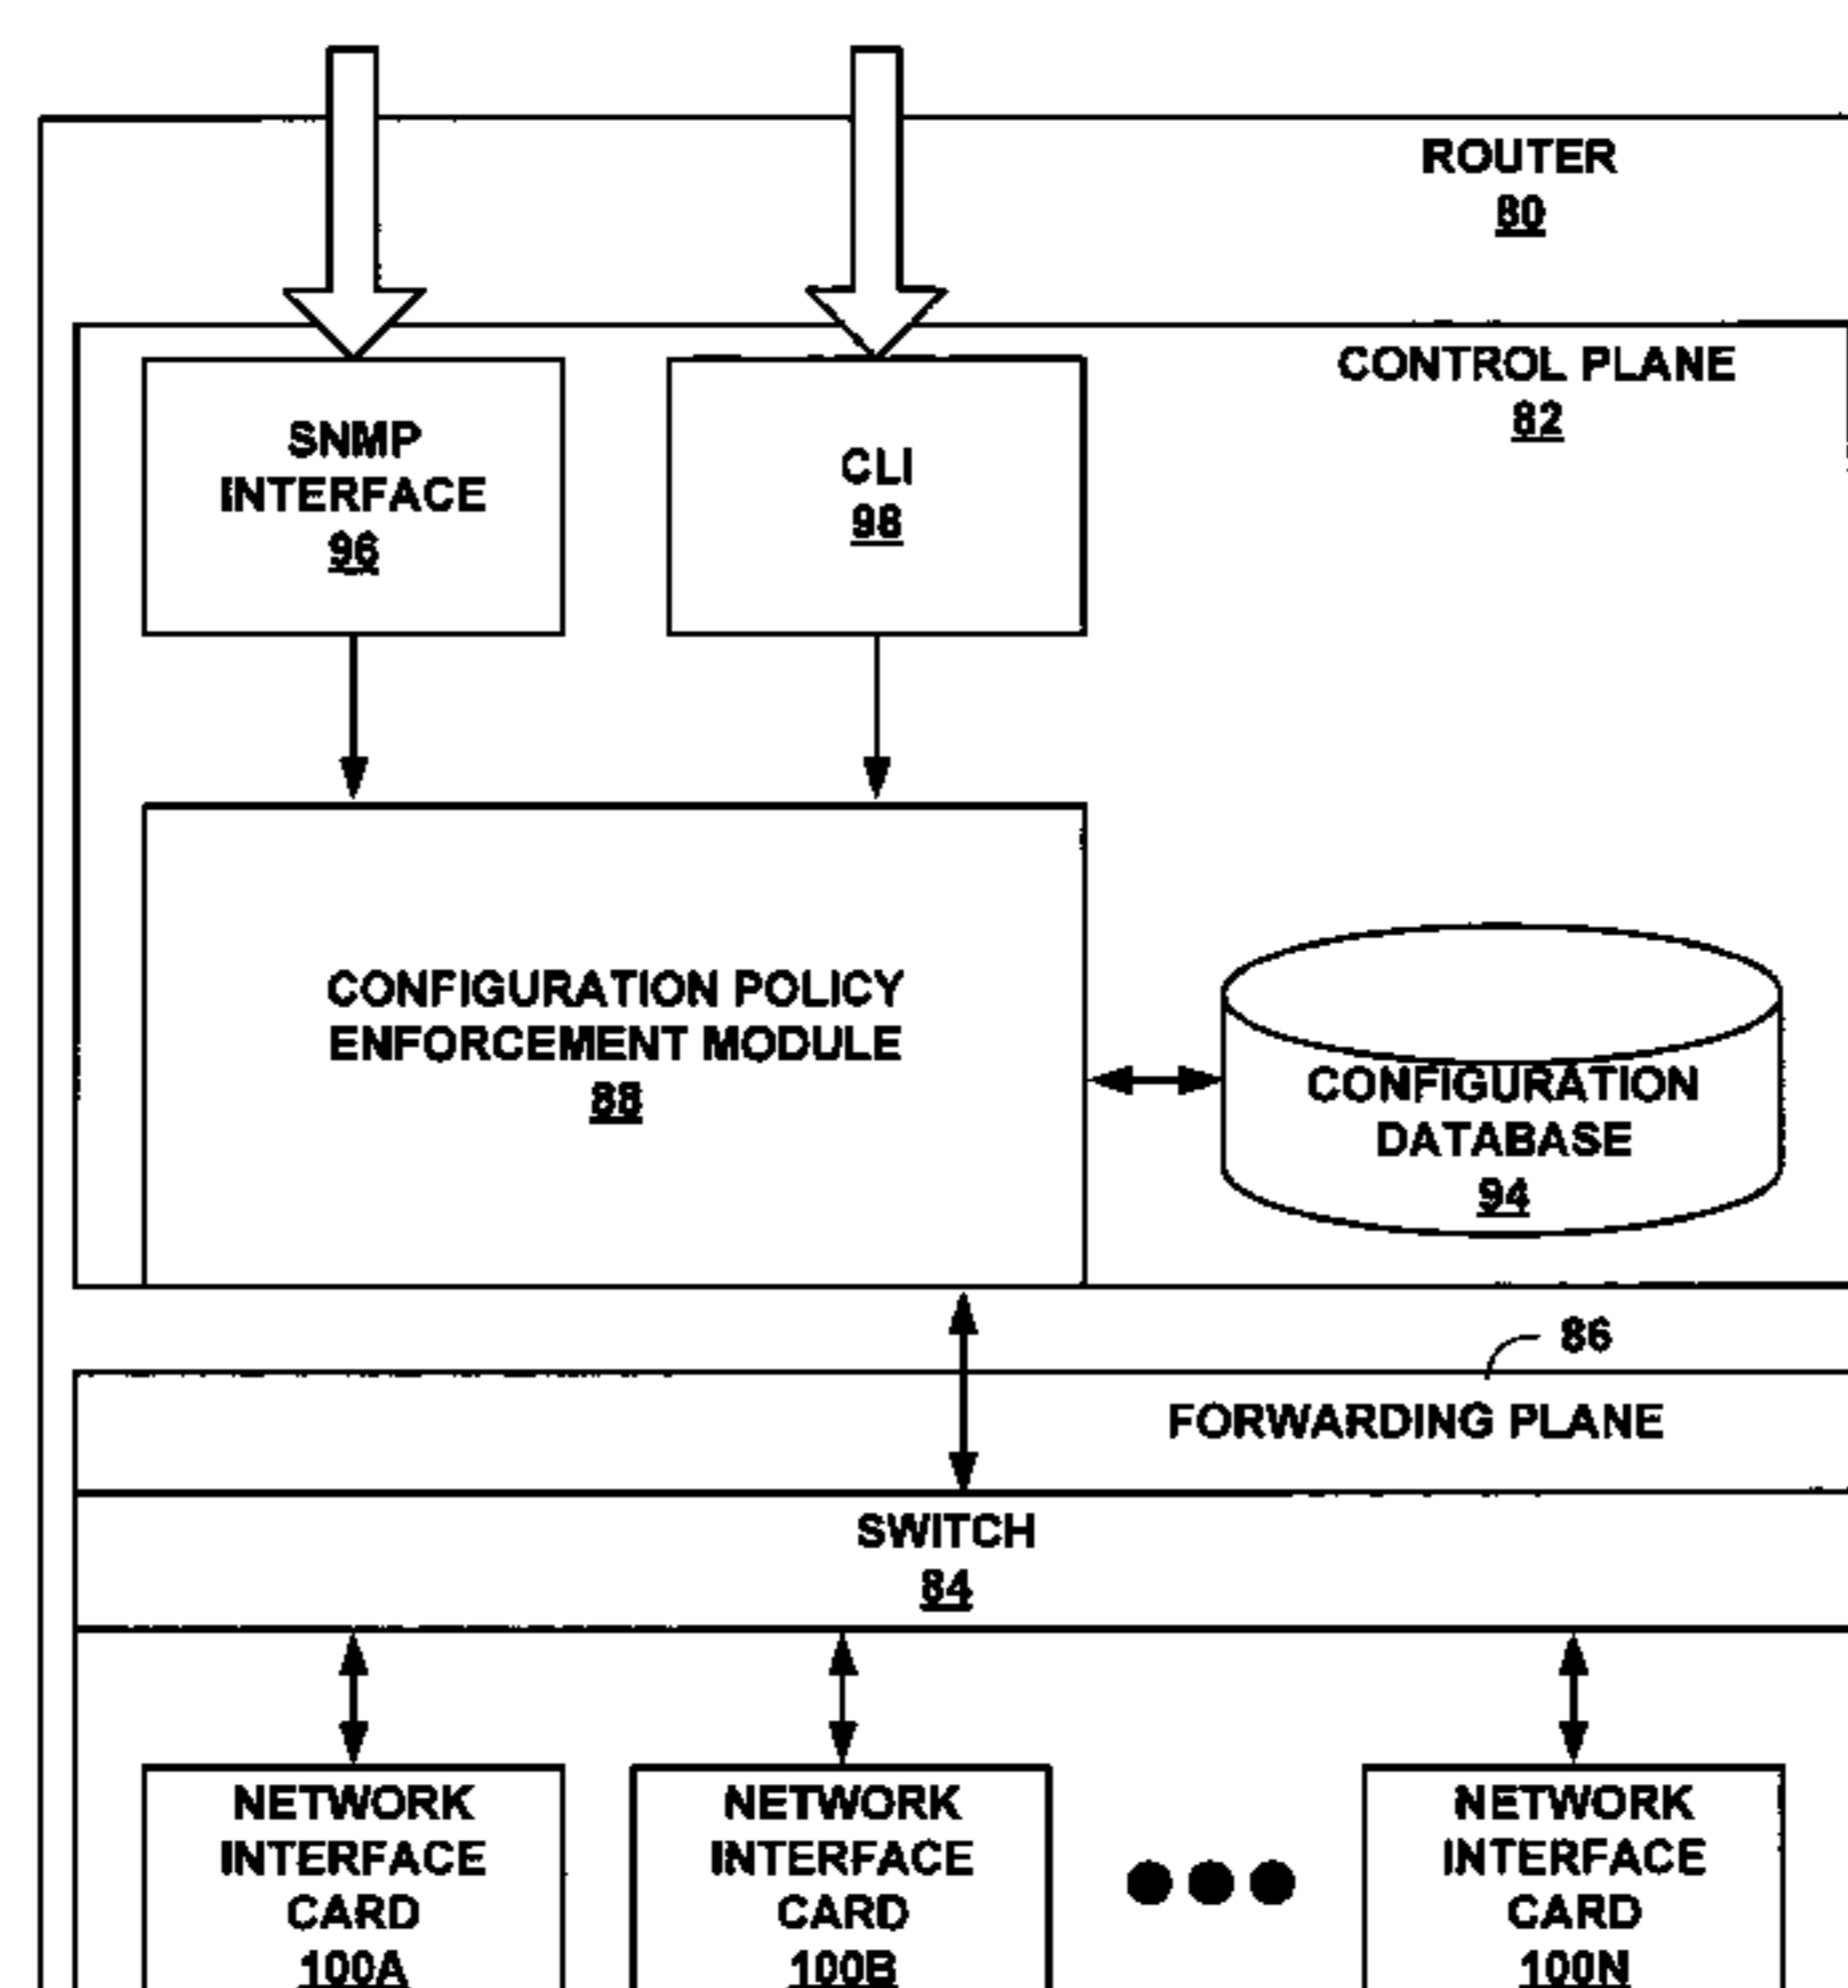 ROUTER
80
CONTROL PLANE
82
SNMP
INTERFACE
96
CLI
98
CONFIGURATION POLICY
ENFORCEMENT MODULE
88
CONFIGURATION
DATABASE
94
86
FORWARDING PLANE
SWITCH
84
NETWORK
INTERFACE
CARD
100A
NETWORK
INTERFACE
CARD
100B
NETWORK
INTERFACE
CARD
100N